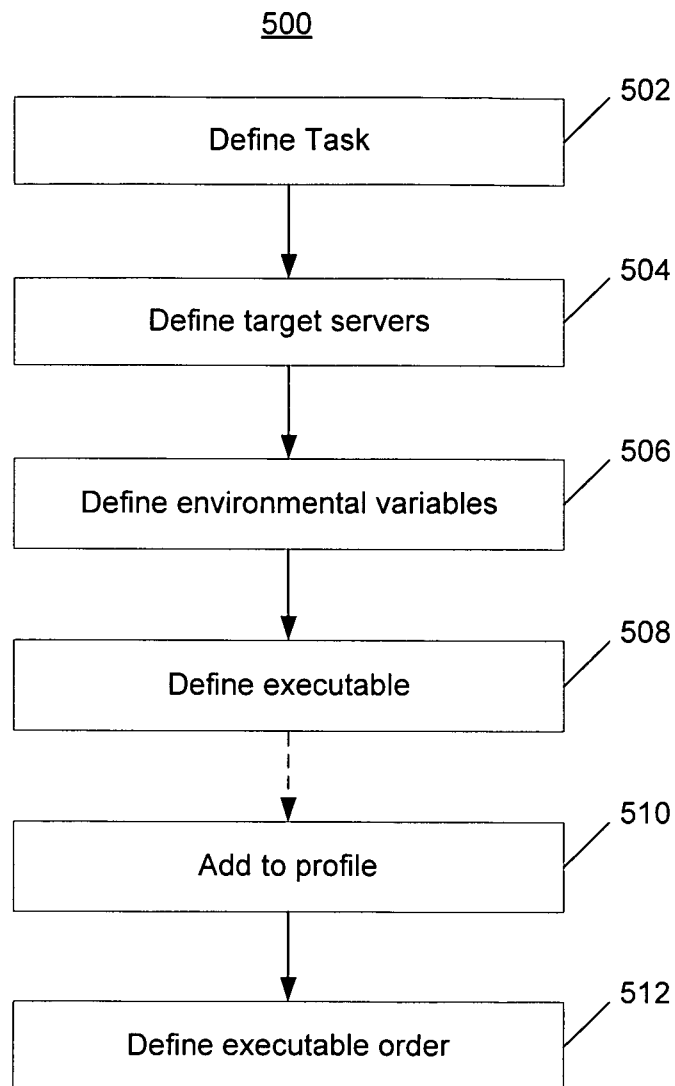 500
502
Define Task
504
Define target servers
506
Define environmental variables
508
Define executable
510
Add to profile
512
Define executable order